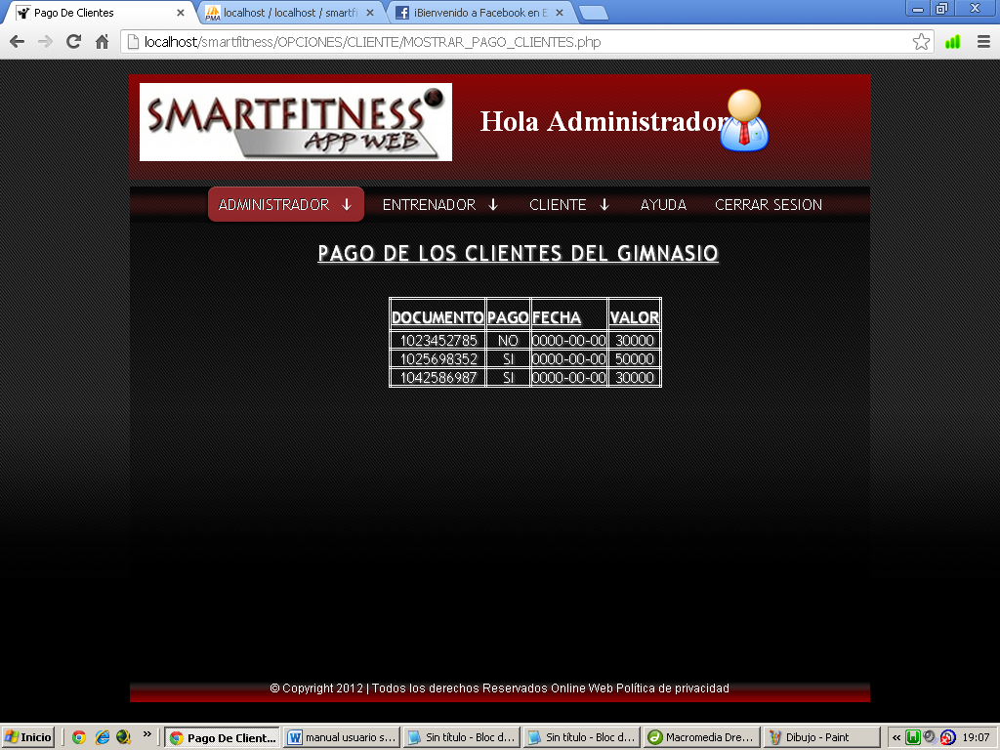 Pago De Clientes
localhost / localhost / smartfi
¡Bienvenido a Facebook en E
localhost/smartfitness/OPCIONES/CLIENTE/MOSTRAR_PAGO_CLIENTES.php
SMARTFITNESS
APP WEB
Hola Administrador
ADMINISTRADOR ↓ ENTRENADOR ↓ CLIENTE ↓ AYUDA CERRAR SESION
PAGO DE LOS CLIENTES DEL GIMNASIO
DOCUMENTO PAGO FECHA VALOR
1023452785 NO 0000-00-00 30000
1025698352 SI 0000-00-00 50000
1042586987 SI 0000-00-00 30000
© Copyright 2012 | Todos los derechos Reservados Online Web Política de privacidad
Inicio
Pago De Client...
manual usuario s...
Sin título - Bloc d...
Sin título - Bloc d...
Macromedia Dre...
Dibujo - Paint
19:07